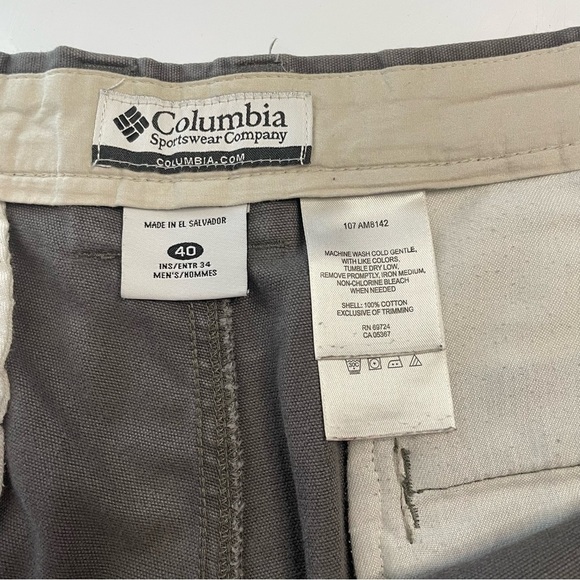 Columbia
Sportswear Company
COLUMBIA.COM
MADE IN EL SALVADOR
40
INS/ENTR 34
MEN'S/HOMMES
107 AM8142
MACHINE WASH COLD GENTLE,
WITH LIKE COLORS,
TUMBLE DRY LOW,
REMOVE PROMPTLY, IRON MEDIUM,
NON-CHLORINE BLEACH
WHEN NEEDED
SHELL: 100% COTTON
EXCLUSIVE OF TRIMMING
RN 69724
CA 05367